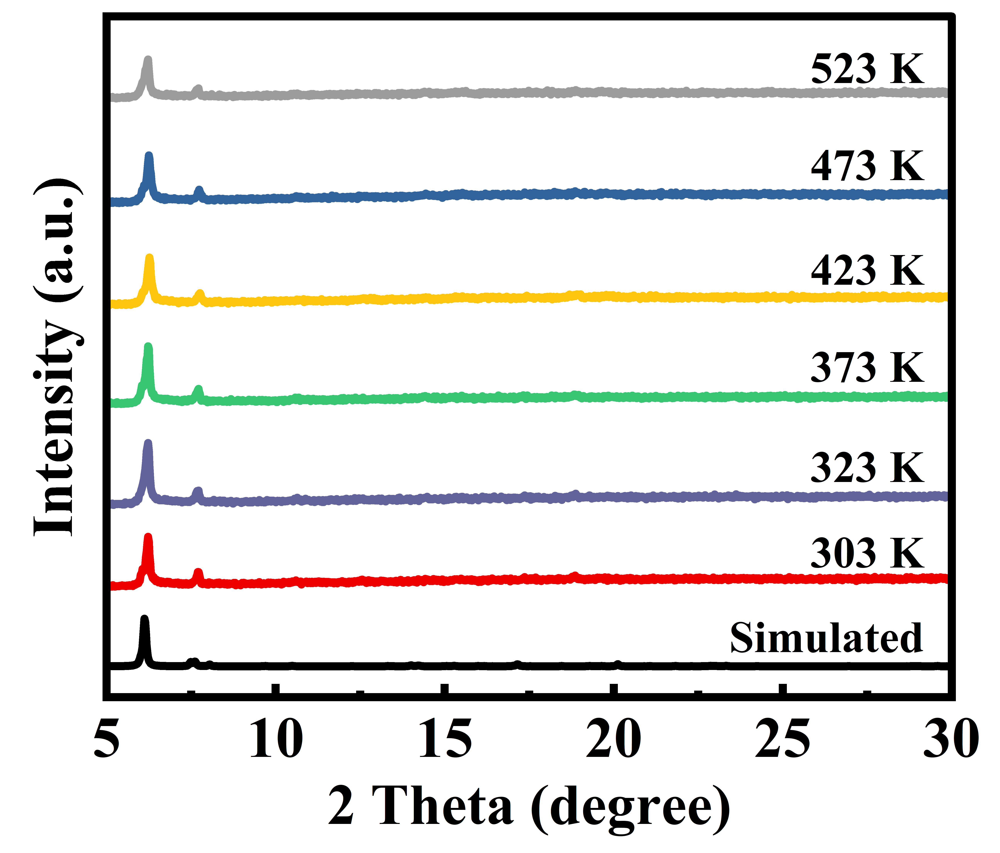 523 K
473 K
423 K
373 K
323 K
303 K
Simulated
Intensity (a.u.)
5 10 15 20 25 30
2 Theta (degree)